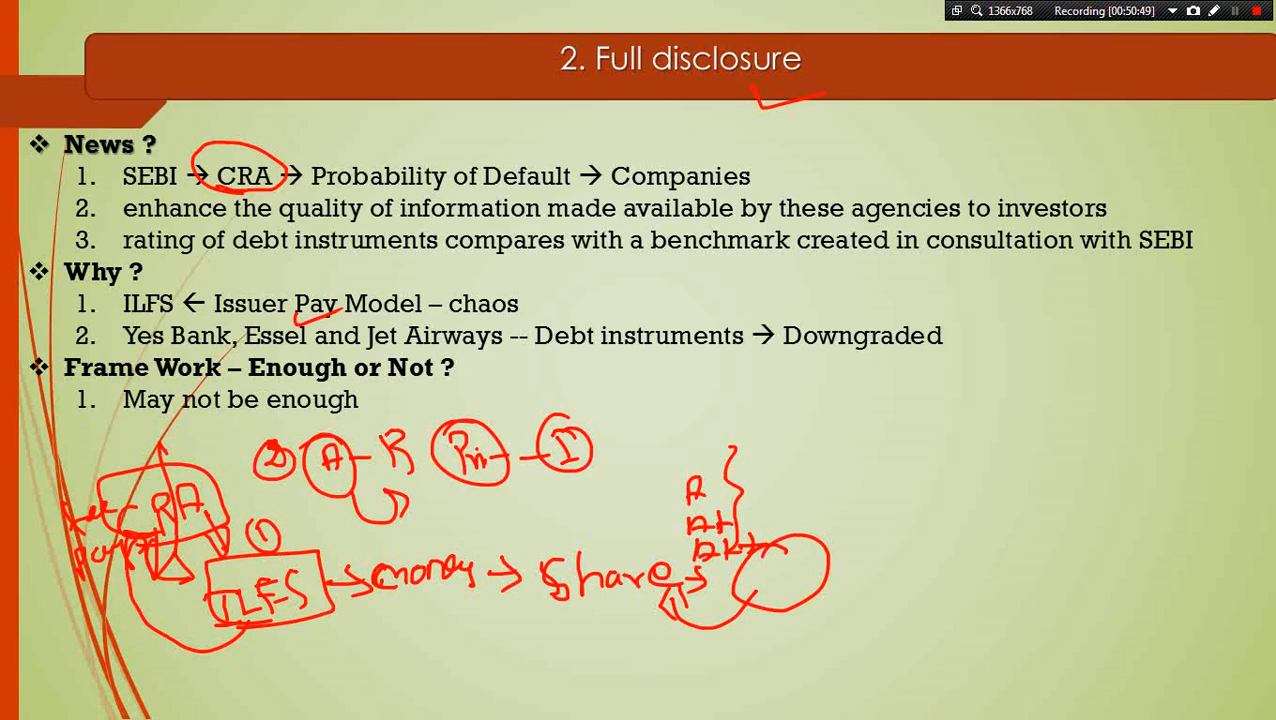 1366x768 Recording [00:50:49]
2. Full disclosure
❖ News ?
1. SEBI → CRA → Probability of Default → Companies
2. enhance the quality of information made available by these agencies to investors
3. rating of debt instruments compares with a benchmark created in consultation with SEBI
❖ Why ?
1. ILFS ← Issuer Pay Model – chaos
2. Yes Bank, Essel and Jet Airways -- Debt instruments → Downgraded
❖ Frame Work – Enough or Not ?
1. May not be enough
2 A - R Pri - I
RA
A
A+
1
ILFS → money → Share →